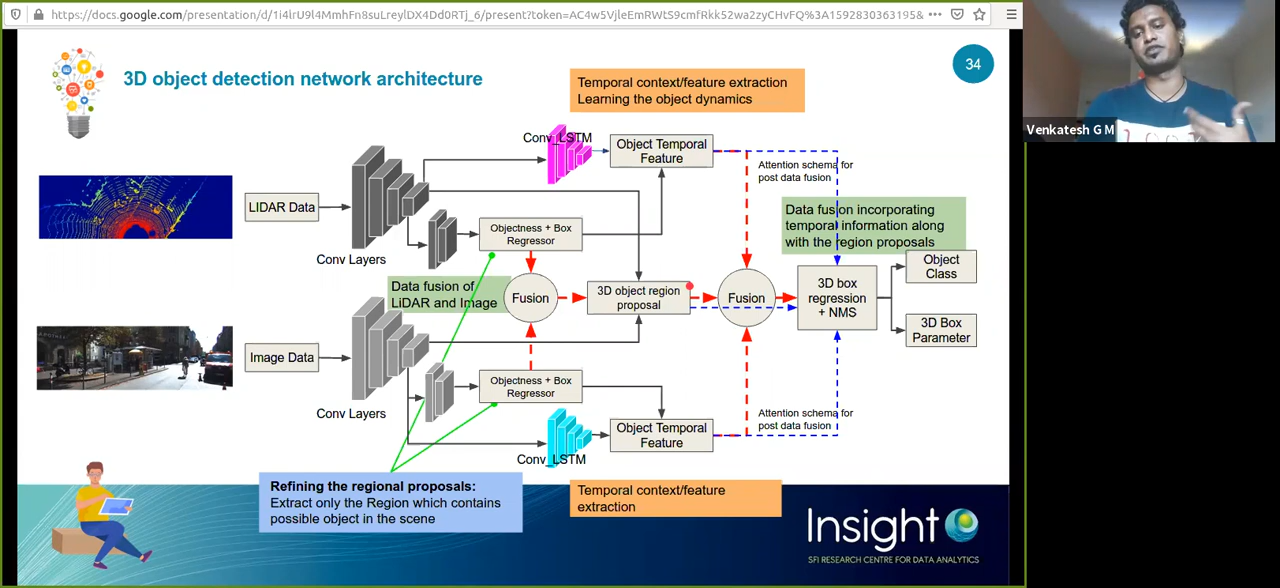 https://docs.google.com/presentation/d/1i4lrU9l4MmhFn8suLreylDX4Dd0RTj_6/present?token=AC4w5VjleEmRWtS9cmfRkk52wa2zyCHvFQ%3A1592830363195&
3D object detection network architecture
34
Temporal context/feature extraction
Learning the object dynamics
Venkatesh G M
Conv_LSTM
Object Temporal
Feature
Attention schema for
post data fusion
LIDAR Data
Conv Layers
Objectness + Box
Regressor
Data fusion incorporating
temporal information along
with the region proposals
Data fusion of
LiDAR and Image
Fusion
3D object region
proposal
Fusion
3D box
regression
+ NMS
Object
Class
3D Box
Parameter
Image Data
Conv Layers
Objectness + Box
Regressor
Conv_LSTM
Object Temporal
Feature
Attention schema for
post data fusion
Refining the regional proposals:
Extract only the Region which contains
possible object in the scene
Temporal context/feature
extraction
Insight
SFI RESEARCH CENTRE FOR DATA ANALYTICS